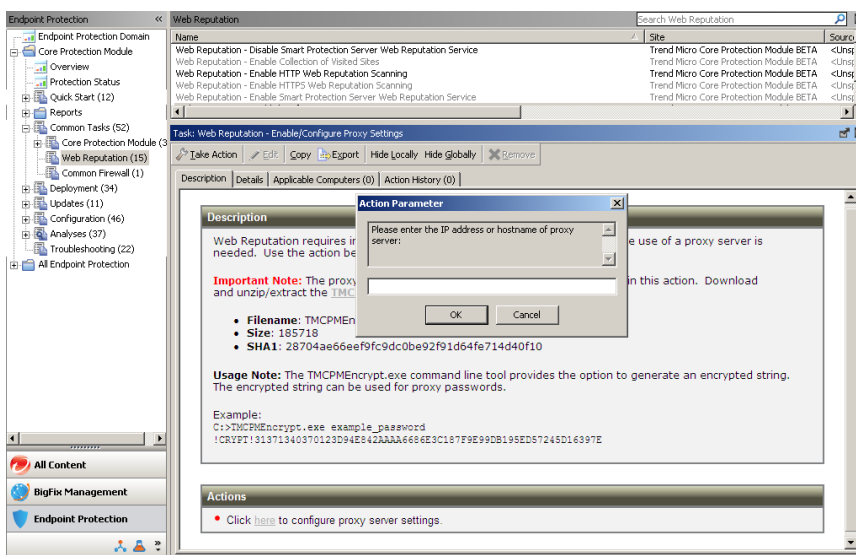 Endpoint Protection «
Endpoint Protection Domain
Core Protection Module
Overview
Protection Status
Quick Start (12)
Reports
Common Tasks (52)
Core Protection Module (3
Web Reputation (15)
Common Firewall (1)
Deployment (34)
Updates (11)
Configuration (46)
Analyses (37)
Troubleshooting (22)
All Endpoint Protection
All Content
BigFix Management
Endpoint Protection
Web Reputation
Search Web Reputation
Name Site Sourc
Web Reputation - Disable Smart Protection Server Web Reputation Service Trend Micro Core Protection Module BETA <Unsp
Web Reputation - Enable Collection of Visited Sites Trend Micro Core Protection Module BETA <Unsp
Web Reputation - Enable HTTP Web Reputation Scanning Trend Micro Core Protection Module BETA <Unsp
Web Reputation - Enable HTTPS Web Reputation Scanning Trend Micro Core Protection Module BETA <Unsp
Web Reputation - Enable Smart Protection Server Web Reputation Service Trend Micro Core Protection Module BETA <Unsp
Task: Web Reputation - Enable/Configure Proxy Settings
Take Action Edit Copy Export Hide Locally Hide Globally Remove
Description Details Applicable Computers (0) Action History (0)
Description
Web Reputation requires in e use of a proxy server is
needed. Use the action be
Important Note: The proxy in this action. Download
and unzip/extract the TMC
• Filename: TMCPMEn
• Size: 185718
• SHA1: 28704ae66eef9fc9dc0be92f91d64fe714d40f10
Action Parameter
Please enter the IP address or hostname of proxy
server:
OK Cancel
Usage Note: The TMCPMEncrypt.exe command line tool provides the option to generate an encrypted string.
The encrypted string can be used for proxy passwords.
Example:
C:>TMCPMEncrypt.exe example_password
!CRYPT!31371340370123D94E842AAAA6686E3C187F9E99DB195ED57245D16397E
Actions
• Click here to configure proxy server settings.